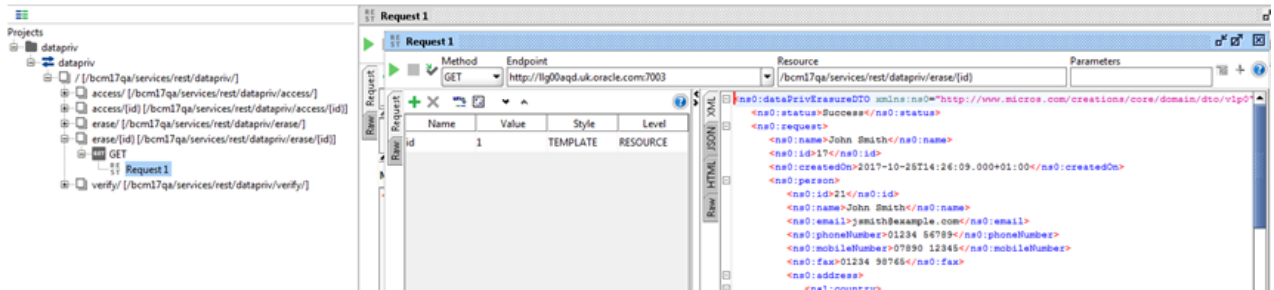 Projects
datapriv
datapriv
/ [/bcm17qa/services/rest/datapriv/]
access/ [/bcm17qa/services/rest/datapriv/access/]
access/{id} [/bcm17qa/services/rest/datapriv/access/{id}]
erase/ [/bcm17qa/services/rest/datapriv/erase/]
erase/{id} [/bcm17qa/services/rest/datapriv/erase/{id}]
GET
REST Request 1
verify/ [/bcm17qa/services/rest/datapriv/verify/]
REST Request 1
Request
Raw
REST Request 1
Method Endpoint Resource Parameters
GET http://llg00aqd.uk.oracle.com:7003 /bcm17qa/services/rest/datapriv/erase/{id}
Request
Raw
Name Value Style Level
id 1 TEMPLATE RESOURCE
XML
JSON
HTML
Raw
<ns0:dataPrivErasureDTO xmlns:ns0="http://www.micros.com/creations/core/domain/dto/v1p0"
<ns0:status>Success</ns0:status>
<ns0:request>
<ns0:name>John Smith</ns0:name>
<ns0:id>17</ns0:id>
<ns0:createdOn>2017-10-25T14:26:09.000+01:00</ns0:createdOn>
<ns0:person>
<ns0:id>21</ns0:id>
<ns0:name>John Smith</ns0:name>
<ns0:email>jsmith@example.com</ns0:email>
<ns0:phoneNumber>01234 56789</ns0:phoneNumber>
<ns0:mobileNumber>07890 12345</ns0:mobileNumber>
<ns0:fax>01234 98765</ns0:fax>
<ns0:address>
<ns1:country>